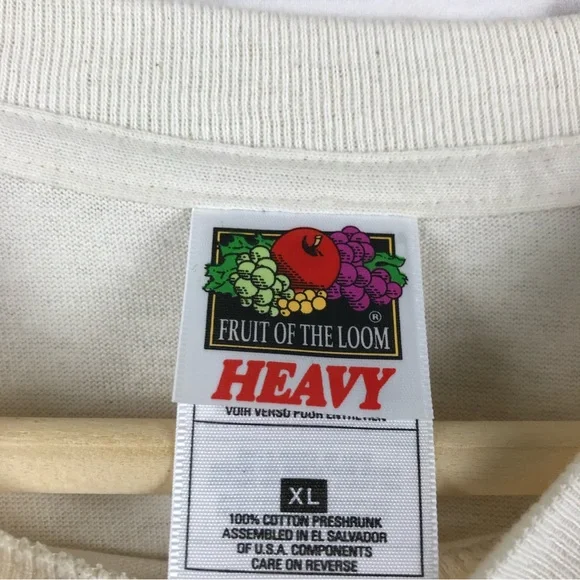 FRUIT OF THE LOOM ®
HEAVY
VOIR VERSO POUR ENTRETIEN
XL
100% COTTON PRESHRUNK
ASSEMBLED IN EL SALVADOR
OF U.S.A. COMPONENTS
CARE ON REVERSE